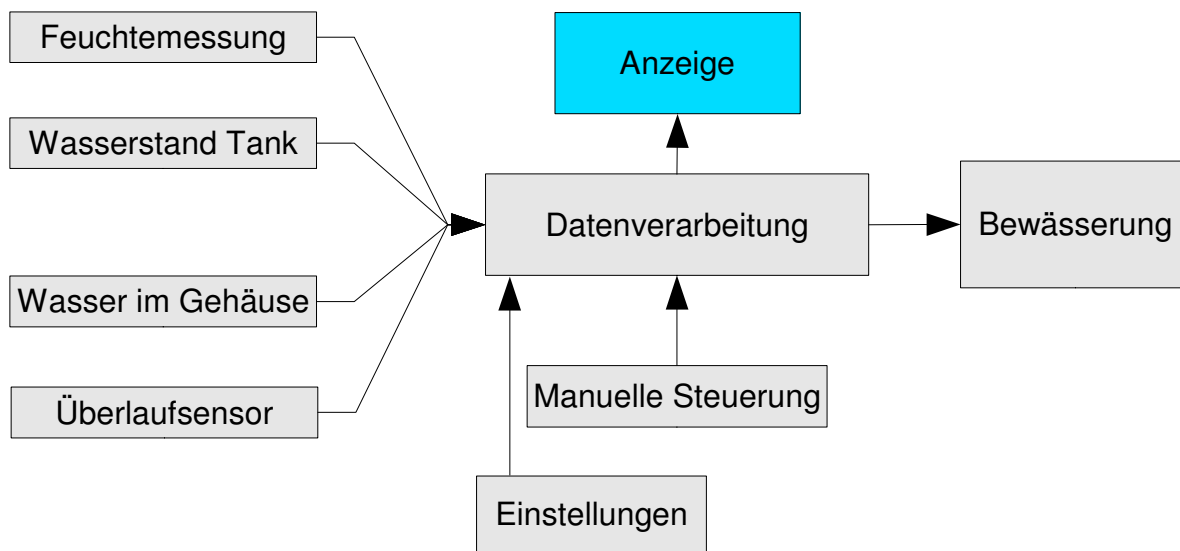 Feuchtemessung
Anzeige
Wasserstand Tank
Datenverarbeitung
Bewässerung
Wasser im Gehäuse
Manuelle Steuerung
Überlaufsensor
Einstellungen